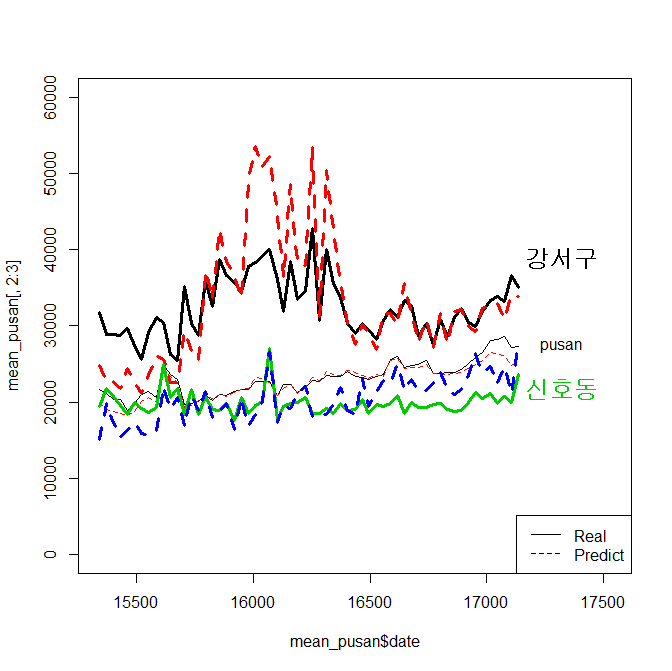 60000
50000
40000
30000
20000
10000
0
mean_pusan[, 2:3]
강서구
pusan
신호동
Real
Predict
15500 16000 16500 17000 17500
mean_pusan$date